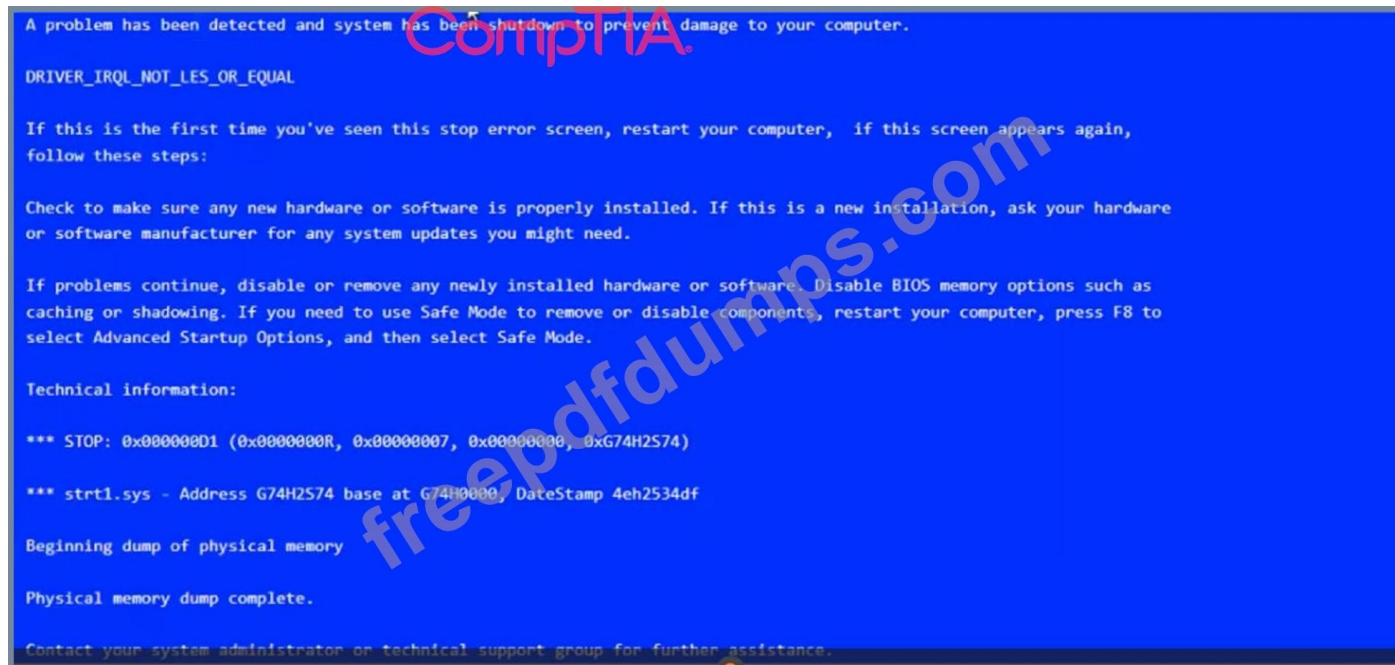 A problem has been detected and system has been shutdown to prevent damage to your computer.
CompTIA.
DRIVER_IRQL_NOT_LES_OR_EQUAL
If this is the first time you've seen this stop error screen, restart your computer, if this screen appears again,
follow these steps:
Check to make sure any new hardware or software is properly installed. If this is a new installation, ask your hardware
or software manufacturer for any system updates you might need.
If problems continue, disable or remove any newly installed hardware or software. Disable BIOS memory options such as
caching or shadowing. If you need to use Safe Mode to remove or disable components, restart your computer, press F8 to
select Advanced Startup Options, and then select Safe Mode.
Technical information:
*** STOP: 0x000000D1 (0x0000000R, 0x00000007, 0x00000000, 0xG74H2S74)
*** strt1.sys - Address G74H2S74 base at G74H0000, DateStamp 4eh2534df
Beginning dump of physical memory
Physical memory dump complete.
Contact your system administrator or technical support group for further assistance.
freepdfdumps.com